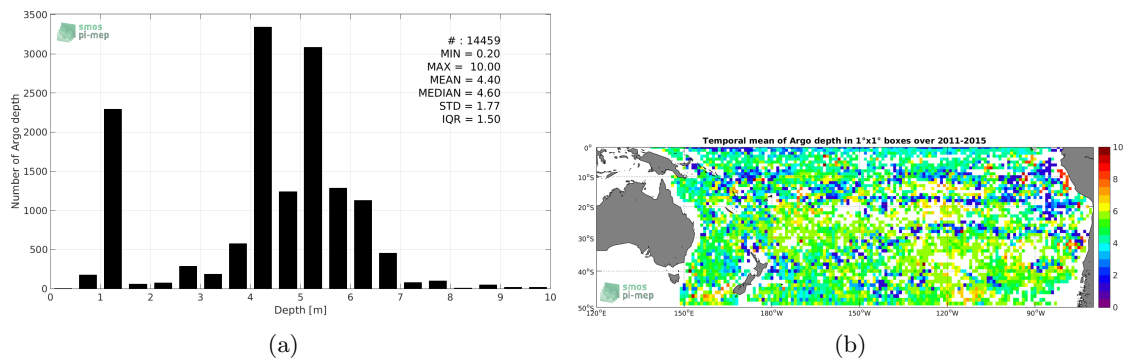 smos
pi-mep
# : 14459
MIN = 0.20
MAX = 10.00
MEAN = 4.40
MEDIAN = 4.60
STD = 1.77
IQR = 1.50
Number of Argo depth
3500
3000
2500
2000
1500
1000
500
0
0 1 2 3 4 5 6 7 8 9 10
Depth [m]
(a)
Temporal mean of Argo depth in 1°x1° boxes over 2011-2015
0°
10°S
20°S
30°S
40°S
50°S
120°E 150°E 180°W 150°W 120°W 90°W
10
8
6
4
2
0
smos
pi-mep
(b)